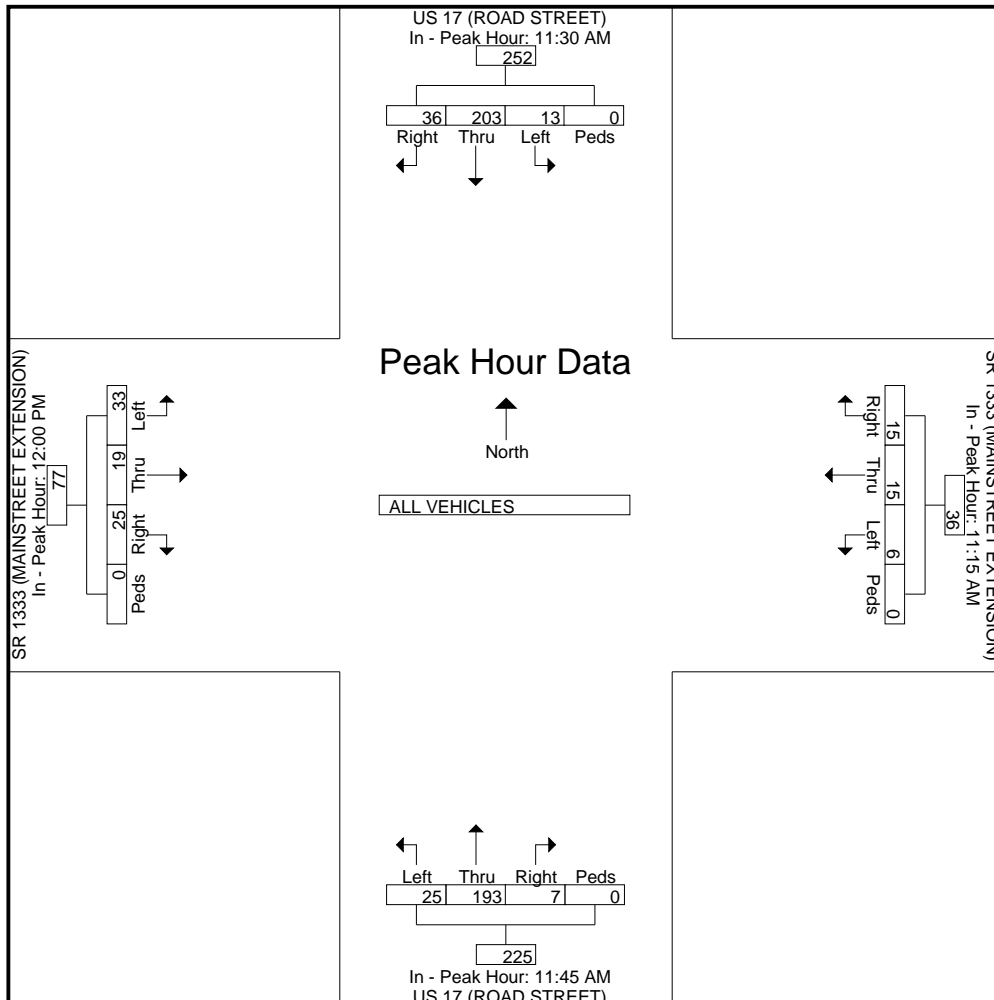 US 17 (ROAD STREET)
In - Peak Hour: 11:30 AM
252
36 203 13 0
Right Thru Left Peds
Peak Hour Data
North
ALL VEHICLES
SR 1333 (MAINSTREET EXTENSION)
In - Peak Hour: 12:00 PM
77
33 19 25 0
Left Thru Right Peds
SR 1333 (MAINSTREET EXTENSION)
In - Peak Hour: 11:15 AM
36
15 15 6 0
Right Thru Left Peds
Left Thru Right Peds
25 193 7 0
225
In - Peak Hour: 11:45 AM
US 17 (ROAD STREET)